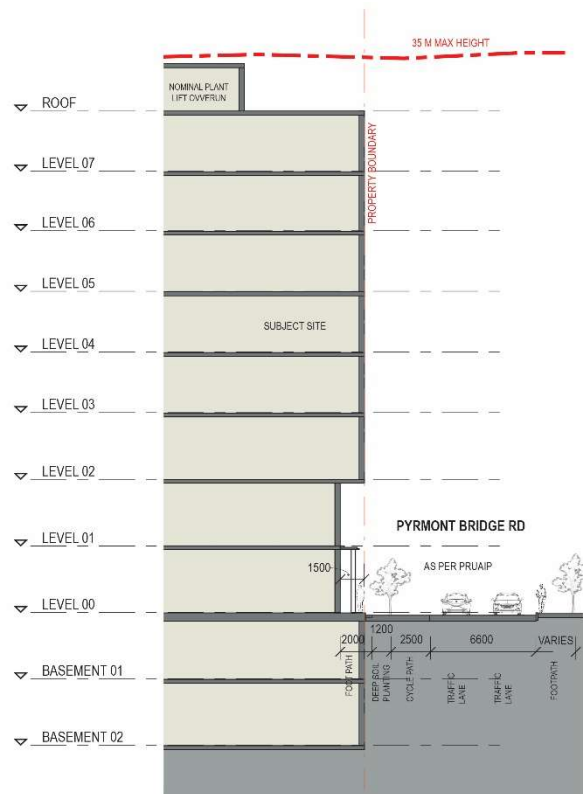 35 M MAX HEIGHT
NOMINAL PLANT
LIFT OVVERUN
ROOF
PROPERTY BOUNDARY
LEVEL 07
LEVEL 06
LEVEL 05
SUBJECT SITE
LEVEL 04
LEVEL 03
LEVEL 02
PYRMONT BRIDGE RD
LEVEL 01
AS PER PRUAIP
1500
LEVEL 00
1200
2000
2500
6600
VARIES
FOOT PATH
DEEP SOIL
PLANTING
CYCLE PATH
TRAFFIC
LANE
TRAFFIC
LANE
FOOTPATH
BASEMENT 01
BASEMENT 02